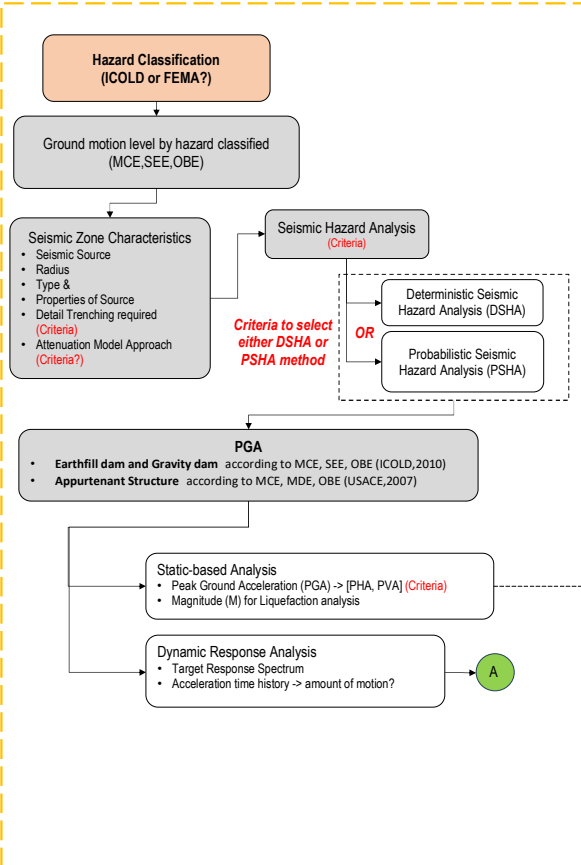 Hazard Classification
(ICOLD or FEMA?)
Ground motion level by hazard classified
(MCE,SEE,OBE)
Seismic Zone Characteristics
• Seismic Source
• Radius
• Type &
• Properties of Source
• Detail Trenching required
(Criteria)
• Attenuation Model Approach
(Criteria?)
Seismic Hazard Analysis
(Criteria)
Criteria to select
either DSHA or
PSHA method
OR
Deterministic Seismic
Hazard Analysis (DSHA)
Probabilistic Seismic
Hazard Analysis (PSHA)
PGA
• Earthfill dam and Gravity dam according to MCE, SEE, OBE (ICOLD,2010)
• Appurtenant Structure according to MCE, MDE, OBE (USACE,2007)
Static-based Analysis
• Peak Ground Acceleration (PGA) -> [PHA, PVA] (Criteria)
• Magnitude (M) for Liquefaction analysis
Dynamic Response Analysis
• Target Response Spectrum
• Acceleration time history -> amount of motion?
A